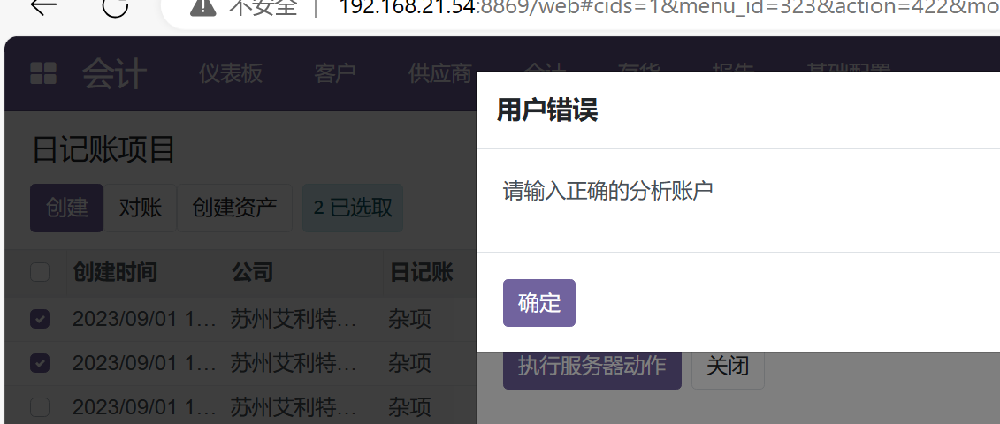 不安全 | 192.168.21.54:8869/web#cids=1&menu_id=323&action=422&mo
会计 仪表板 客户 供应商 会计 存货 报告 基础配置
用户错误
日记账项目
请输入正确的分析账户
创建 对账 创建资产 2 已选取
创建时间 公司 日记账
确定
2023/09/01 1… 苏州艾利特… 杂项
2023/09/01 1… 苏州艾利特… 杂项
执行服务器动作 关闭
2023/09/01 1… 苏州艾利特… 杂项